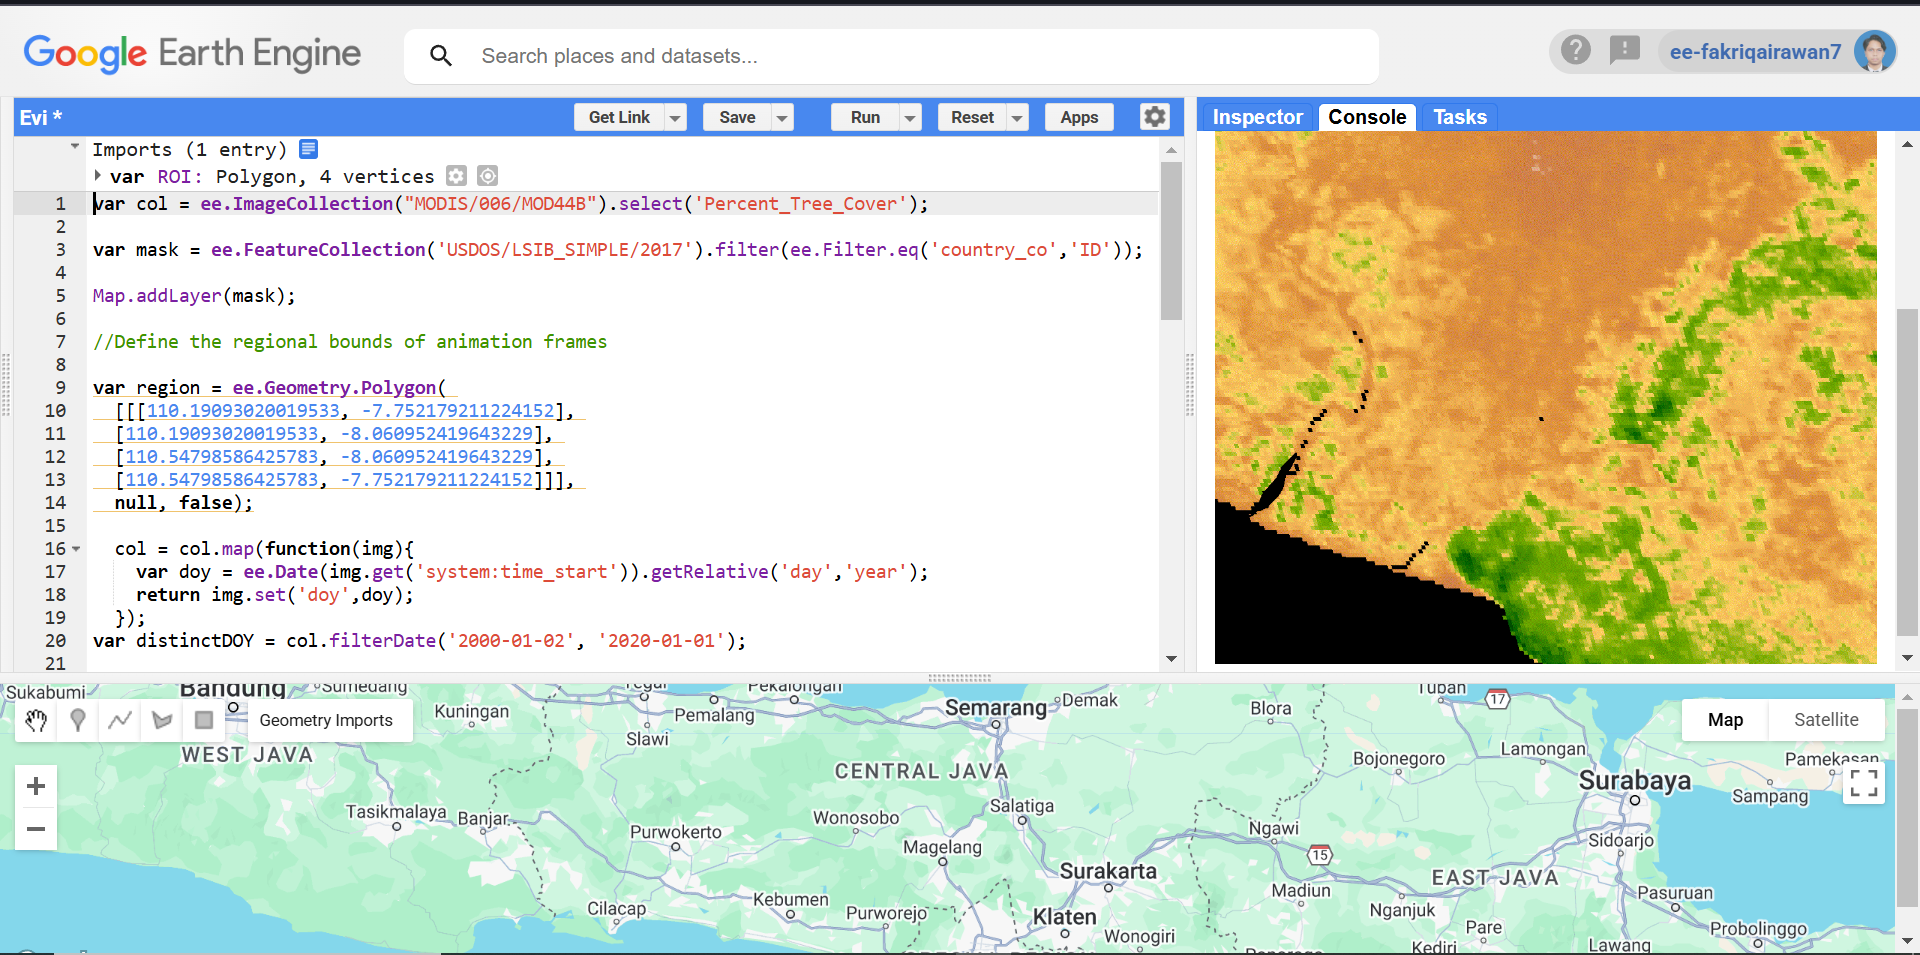 Google Earth Engine
Search places and datasets...
ee-fakriqairawan7
Evi *
Get Link
Save
Run
Reset
Apps
Inspector
Console
Tasks
Imports (1 entry)
var ROI: Polygon, 4 vertices
1 var col = ee.ImageCollection("MODIS/006/MOD44B").select('Percent_Tree_Cover');
2
3 var mask = ee.FeatureCollection('USDOS/LSIB_SIMPLE/2017').filter(ee.Filter.eq('country_co','ID'));
4
5 Map.addLayer(mask);
6
7 //Define the regional bounds of animation frames
8
9 var region = ee.Geometry.Polygon(
10 [[[110.19093020019533, -7.752179211224152],
11 [110.19093020019533, -8.060952419643229],
12 [110.54798586425783, -8.060952419643229],
13 [110.54798586425783, -7.752179211224152]]],
14 null, false);
15
16 col = col.map(function(img){
17 var doy = ee.Date(img.get('system:time_start')).getRelative('day','year');
18 return img.set('doy',doy);
19 });
20 var distinctDOY = col.filterDate('2000-01-02', '2020-01-01');
21
Sukabumi
Bandung
Sumedang
Tegal
Pekalongan
Tuban
17
Geometry Imports
Kuningan
Pemalang
Semarang
Demak
Blora
Map
Satellite
WEST JAVA
Slawi
CENTRAL JAVA
Bojonegoro
Lamongan
Pamekasan
Surabaya
Sampang
Tasikmalaya
Banjar
Purwokerto
Wonosobo
Salatiga
Ngawi
Magelang
15
Sidoarjo
Surakarta
EAST JAVA
Madiun
Pasuruan
Cilacap
Kebumen
Purworejo
Klaten
Nganjuk
Wonogiri
Pare
Probolinggo
Kediri
Lawang